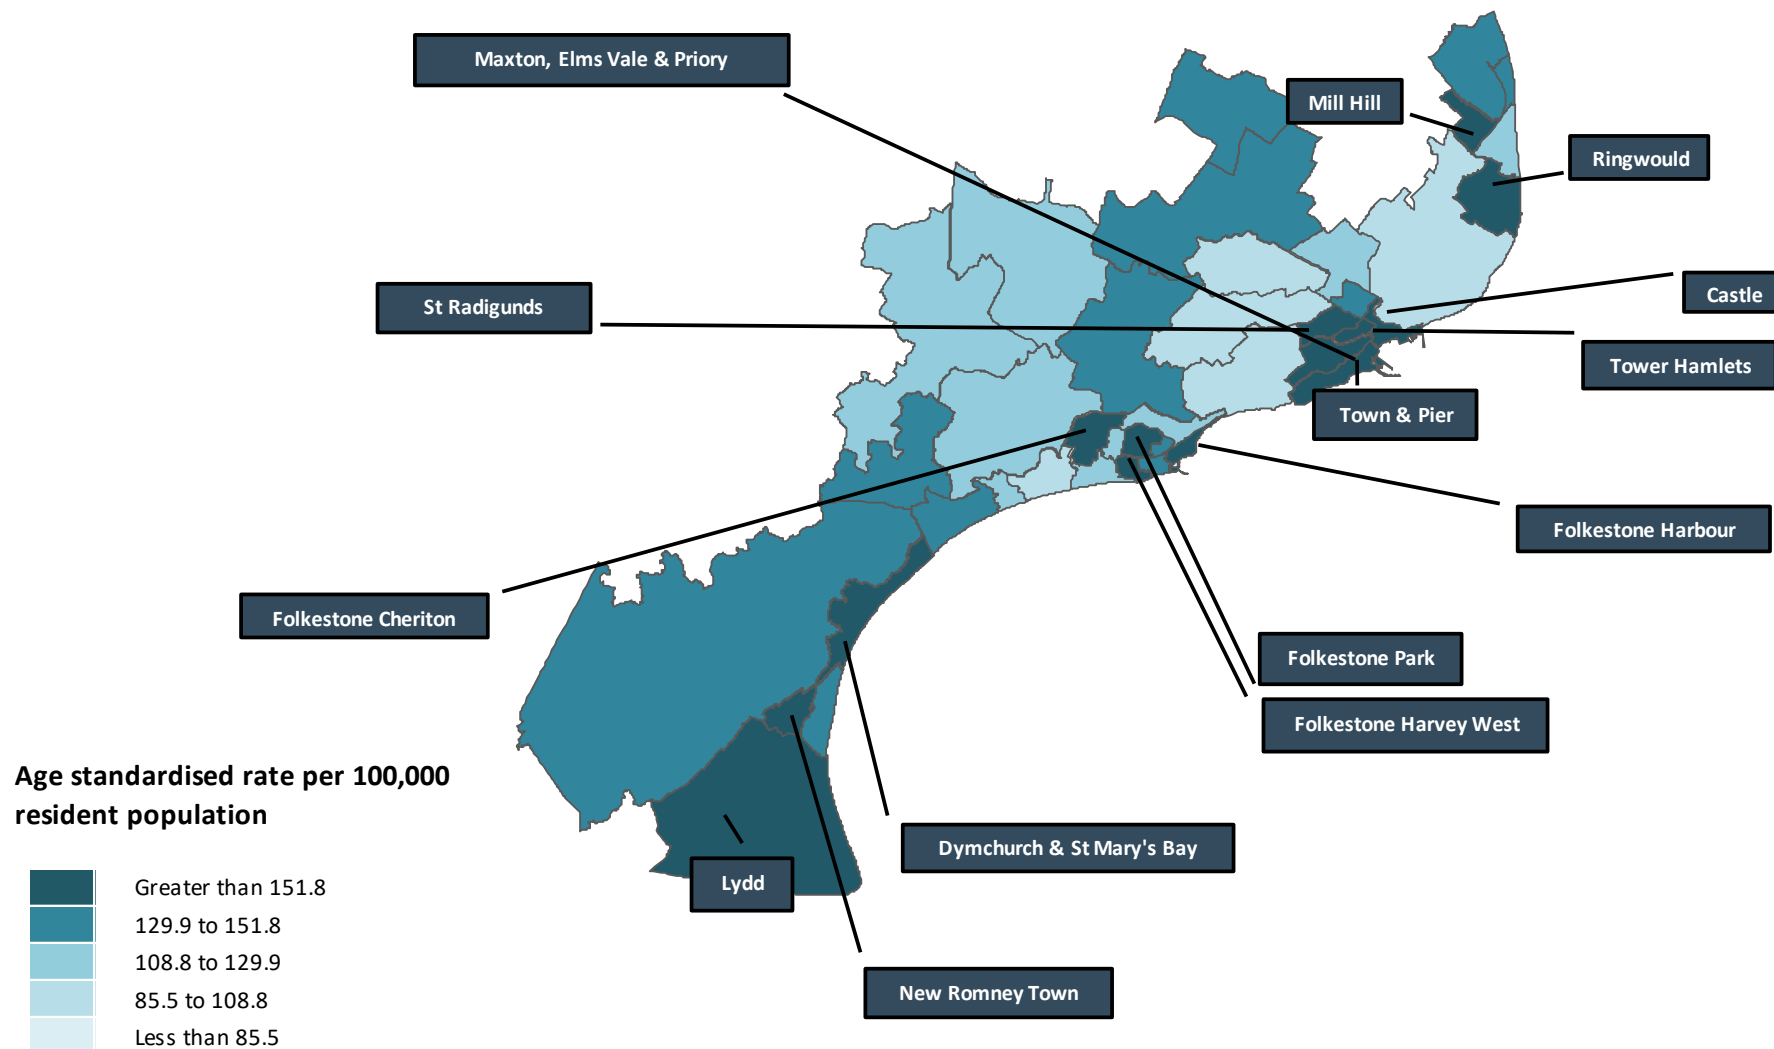 Maxton, Elms Vale & Priory
Mill Hill
Ringwould
St Radigunds
Castle
Tower Hamlets
Town & Pier
Folkestone Harbour
Folkestone Cheriton
Folkestone Park
Folkestone Harvey West
Dymchurch & St Mary's Bay
Lydd
New Romney Town
Age standardised rate per 100,000
resident population
Greater than 151.8
129.9 to 151.8
108.8 to 129.9
85.5 to 108.8
Less than 85.5